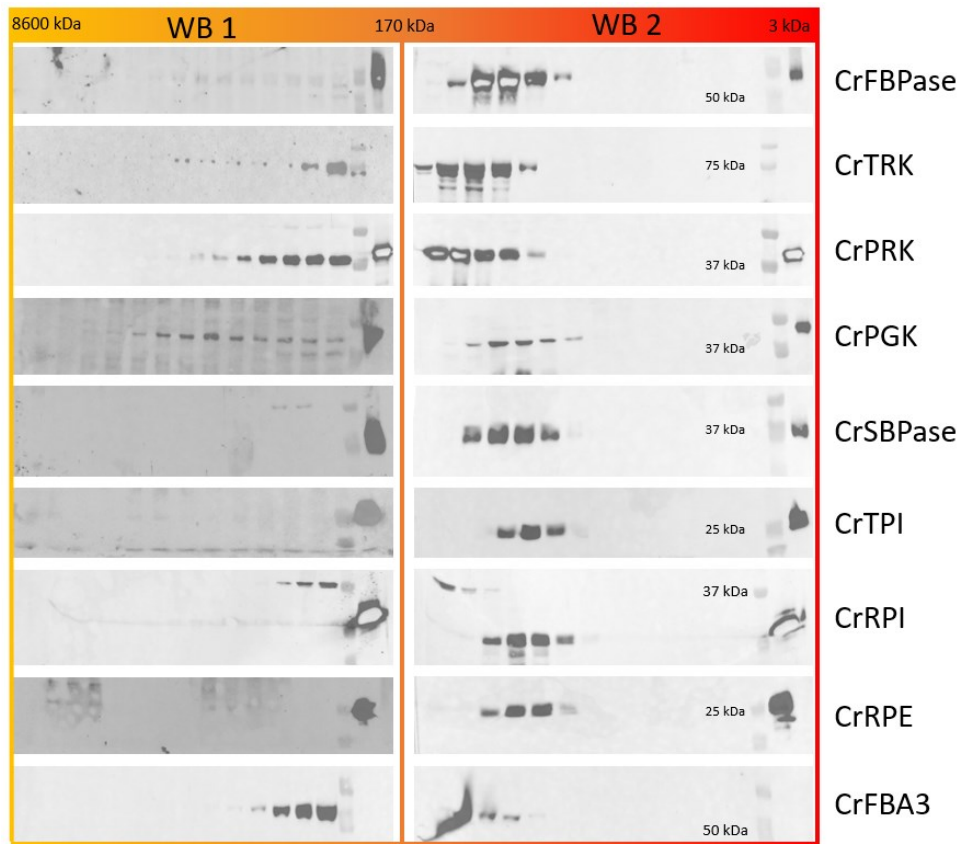 8600 kDa WB 1 170 kDa WB 2 3 kDa
50 kDa CrFBPase
75 kDa CrTRK
37 kDa CrPRK
37 kDa CrPGK
37 kDa CrSBPase
25 kDa CrTPI
37 kDa CrRPI
25 kDa CrRPE
50 kDa CrFBA3